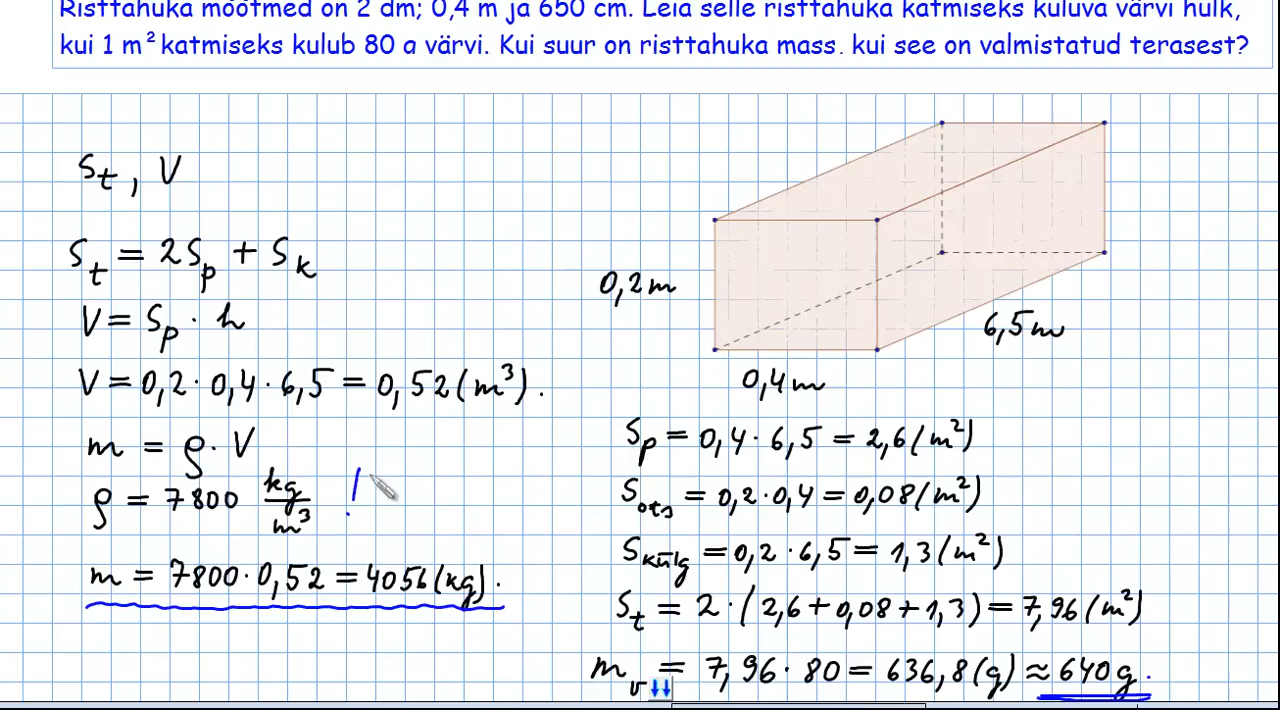 Risttahuka mõõtmed on 2 dm; 0,4 m ja 650 cm. Leia selle risttahuka katmiseks kuluva värvi hulk,
kui 1 m² katmiseks kulub 80 g värvi. Kui suur on risttahuka mass, kui see on valmistatud terasest?
S_t , V
S_t = 2S_p + S_k
V = S_p · h
V = 0,2 · 0,4 · 6,5 = 0,52 (m³).
m = ρ · V
ρ = 7800 kg/m³ !
m = 7800 · 0,52 = 4056 (kg).
0,2 m
6,5 m
0,4 m
S_p = 0,4 · 6,5 = 2,6 (m²)
S_ots = 0,2 · 0,4 = 0,08 (m²)
S_külg = 0,2 · 6,5 = 1,3 (m²)
S_t = 2 · (2,6 + 0,08 + 1,3) = 7,96 (m²)
m_v = 7,96 · 80 = 636,8 (g) ≈ 640 g.